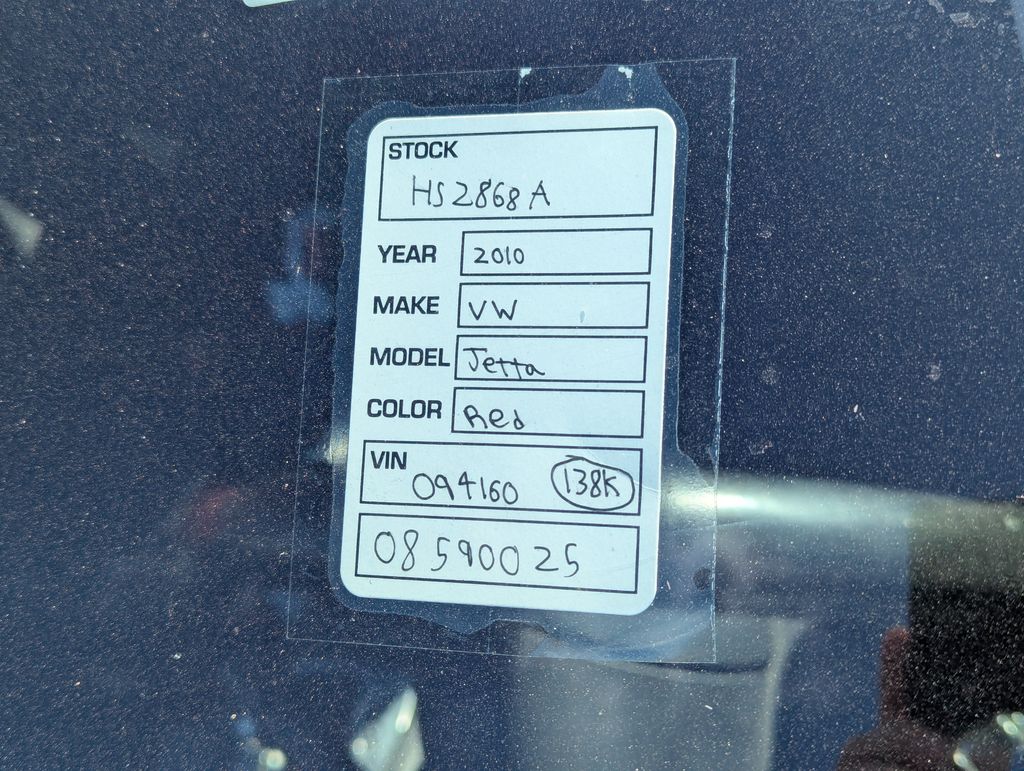 STOCK
HS2868A
YEAR 2010
MAKE VW
MODEL Jetta
COLOR Red
VIN
094160 138K
08590025